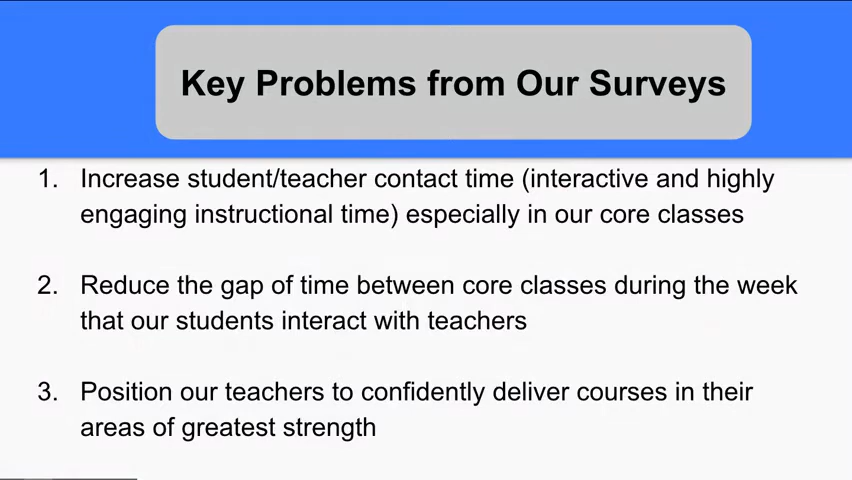 Key Problems from Our Surveys
1. Increase student/teacher contact time (interactive and highly
engaging instructional time) especially in our core classes
2. Reduce the gap of time between core classes during the week
that our students interact with teachers
3. Position our teachers to confidently deliver courses in their
areas of greatest strength